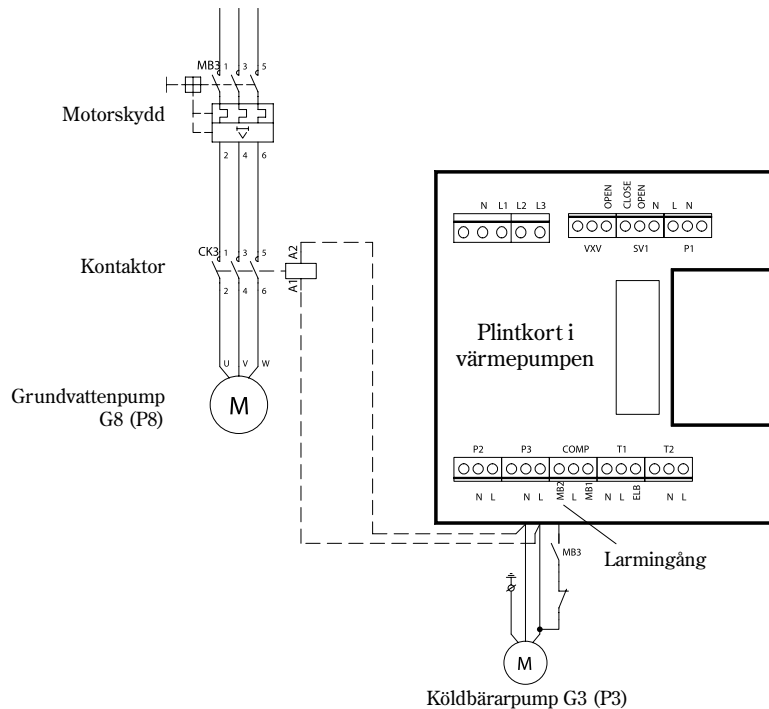 MB3 1 3 5
Motorskydd
2 4 6
CK3 1 3 5
Kontaktor
A2
A1
2 4 6
U V W
M
Grundvattenpump
G8 (P8)
N L1 L2 L3
OPEN CLOSE OPEN N L N
VXV SV1 P1
Plintkort i
värmepumpen
P2 P3 COMP T1 T2
N L N L MB2 L MB1 N L ELB N L
Larmingång
MB3
M
Köldbärarpump G3 (P3)